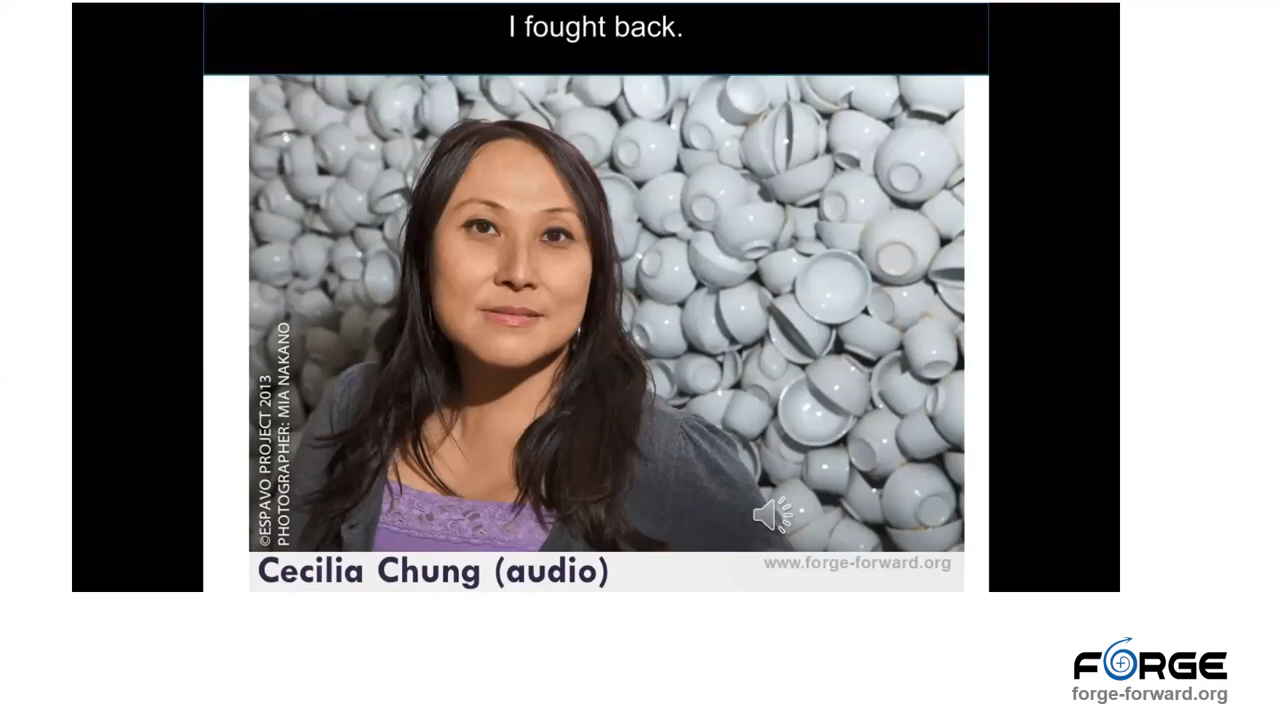 I fought back.
©ESPAVO PROJECT 2013
PHOTOGRAPHER: MIA NAKANO
Cecilia Chung (audio)
www.forge-forward.org
FORGE
forge-forward.org